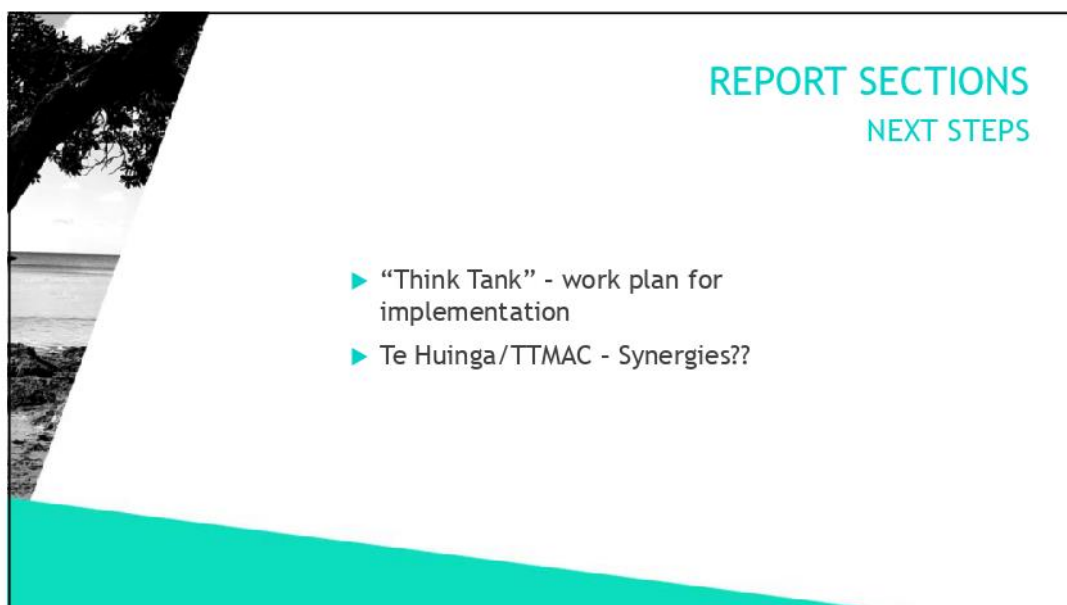 REPORT SECTIONS
NEXT STEPS
“Think Tank” - work plan for
implementation
Te Huinga/TTMAC - Synergies??